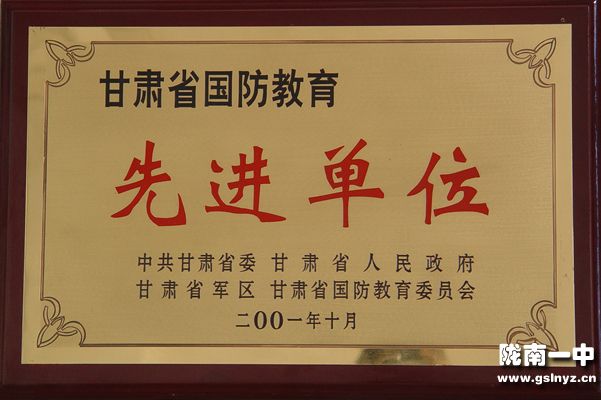 甘肃省国防教育
先进单位
中共甘肃省委 甘肃省人民政府
甘肃省军区 甘肃省国防教育委员会
二00一年十月
陇南一中
www.gslnyz.cn